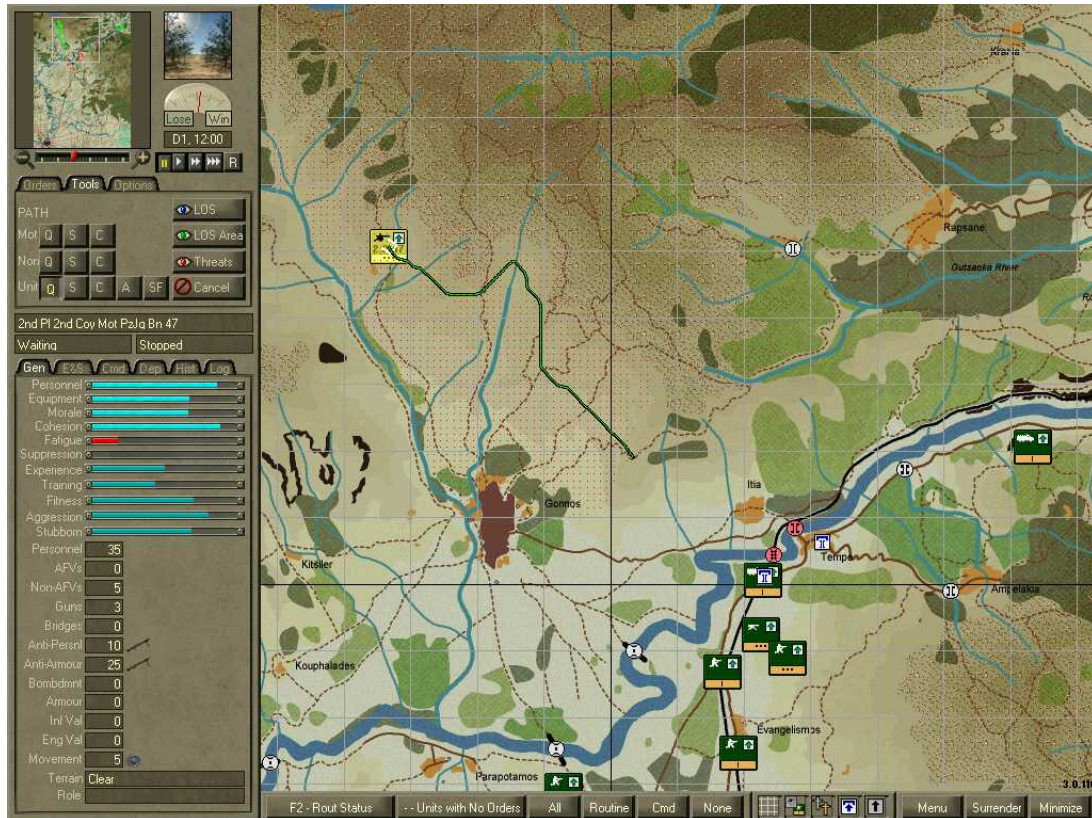 Lose Win
D1, 12:00
R
Orders Tools Options
PATH
LOS
Mot Q S C
LOS Area
Non Q S C
Threats
Unit Q S C A SF
Cancel
2nd Pl 2nd Coy Mot PzJg Bn 47
Waiting Stopped
Gen E&S Cmd Dep Hist Log
Personnel
Equipment
Morale
Cohesion
Fatigue
Suppression
Experience
Training
Fitness
Aggression
Stubborn
Personnel 35
AFVs 0
Non-AFVs 5
Guns 3
Bridges 0
Anti-Persnl 10
Anti-Armour 25
Bombdmnt 0
Armour 0
Inf Val 0
Eng Val 0
Movement 5
Terrain Clear
Role
Kraria
Rapsane
Gutsanka River
Gonnos
Itia
Tempe
Ampelakia
Kitsiler
Kouphalades
Evangelismos
Parapotamos
F2 - Rout Status -- Units with No Orders All Routine Cmd None Menu Surrender Minimize